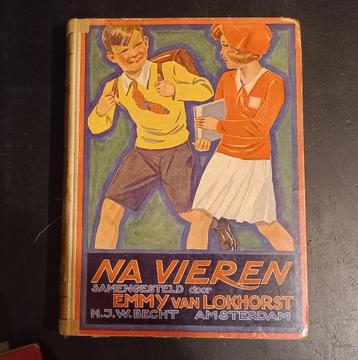 NA VIEREN
SAMENGESTELD door
EMMY VAN LOKHORST
H.J.W. BECHT AMSTERDAM